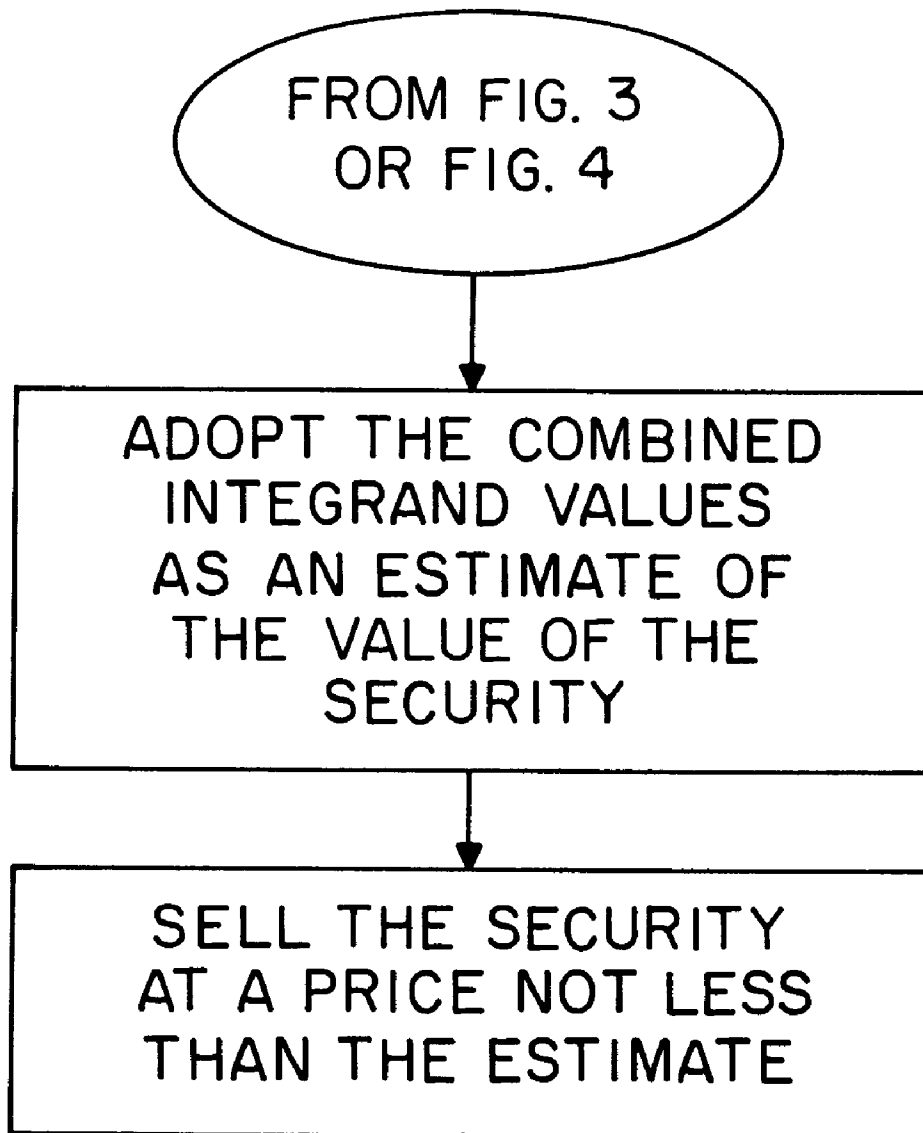 FROM FIG. 3
OR FIG. 4
ADOPT THE COMBINED
INTEGRAND VALUES
AS AN ESTIMATE OF
THE VALUE OF THE
SECURITY
SELL THE SECURITY
AT A PRICE NOT LESS
THAN THE ESTIMATE